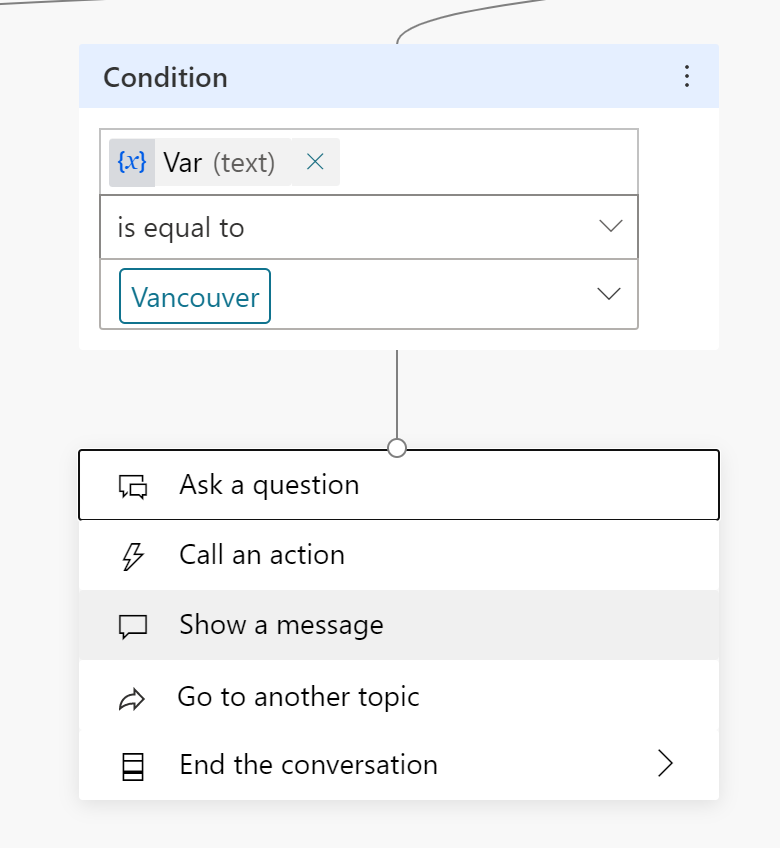 Condition
{x} Var (text)
is equal to
Vancouver
Ask a question
Call an action
Show a message
Go to another topic
End the conversation